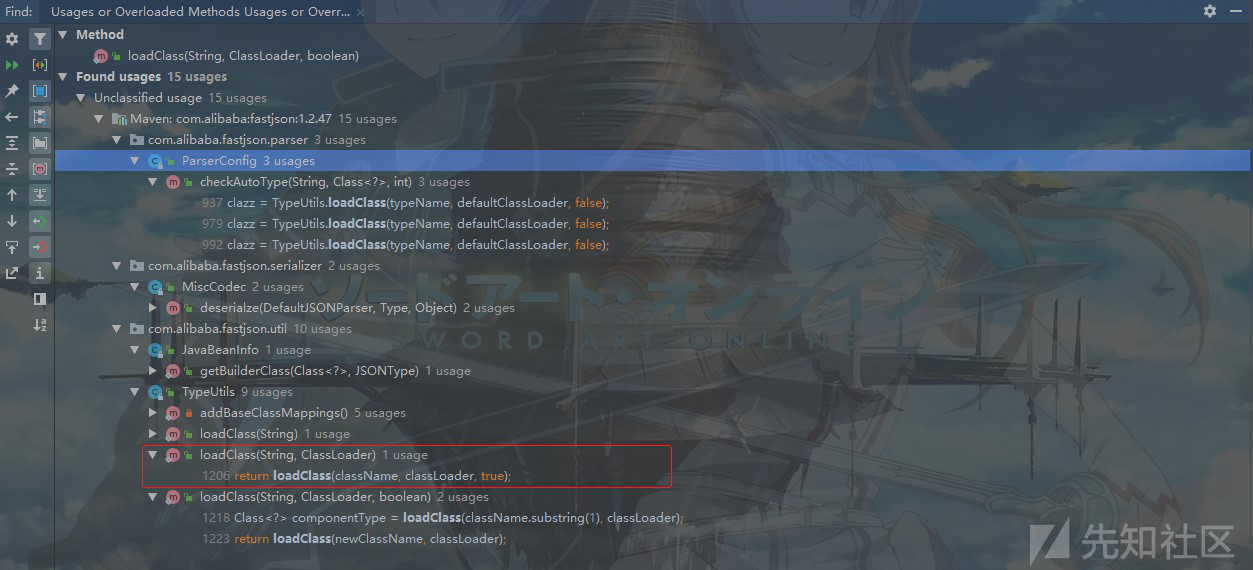 Find: Usages or Overloaded Methods Usages or Overr... ×
Method
loadClass(String, ClassLoader, boolean)
Found usages 15 usages
Unclassified usage 15 usages
Maven: com.alibaba:fastjson:1.2.47 15 usages
com.alibaba.fastjson.parser 3 usages
ParserConfig 3 usages
checkAutoType(String, Class<?>, int) 3 usages
937 clazz = TypeUtils.loadClass(typeName, defaultClassLoader, false);
979 clazz = TypeUtils.loadClass(typeName, defaultClassLoader, false);
992 clazz = TypeUtils.loadClass(typeName, defaultClassLoader, false);
com.alibaba.fastjson.serializer 2 usages
MiscCodec 2 usages
deserialze(DefaultJSONParser, Type, Object) 2 usages
com.alibaba.fastjson.util 10 usages
JavaBeanInfo 1 usage
getBuilderClass(Class<?>, JSONType) 1 usage
TypeUtils 9 usages
addBaseClassMappings() 5 usages
loadClass(String) 1 usage
loadClass(String, ClassLoader) 1 usage
1206 return loadClass(className, classLoader, true);
loadClass(String, ClassLoader, boolean) 2 usages
1218 Class<?> componentType = loadClass(className.substring(1), classLoader);
1223 return loadClass(newClassName, classLoader);
ソードアート・オンライン
SWORD ART ONLINE
先知社区